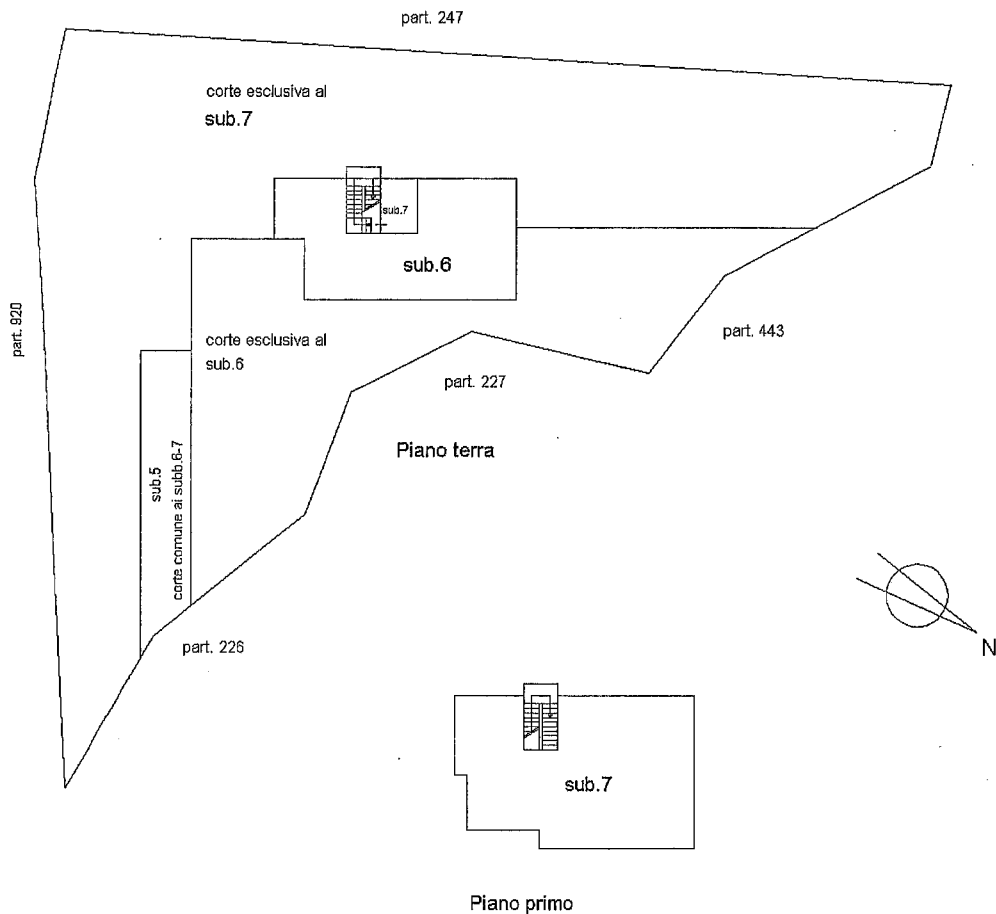 part. 247
corte esclusiva al
sub.7
sub.7
sub.6
part. 820
corte esclusiva al
sub.6
part. 443
part. 227
Piano terra
sub.5
corte comune ai subb.6-7
part. 226
N
sub.7
Piano primo